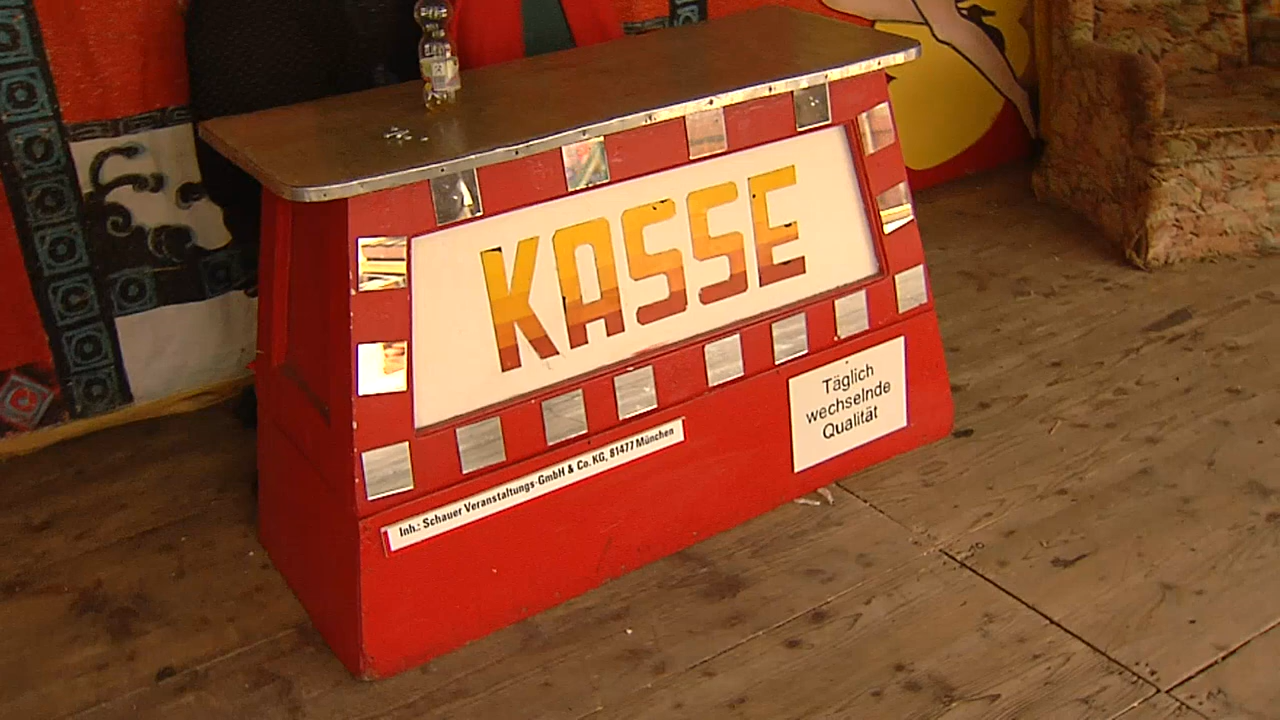 KASSE
Täglich
wechselnde
Qualität
Inh.: Schauer Veranstaltungs-GmbH & Co. KG, 81477 München